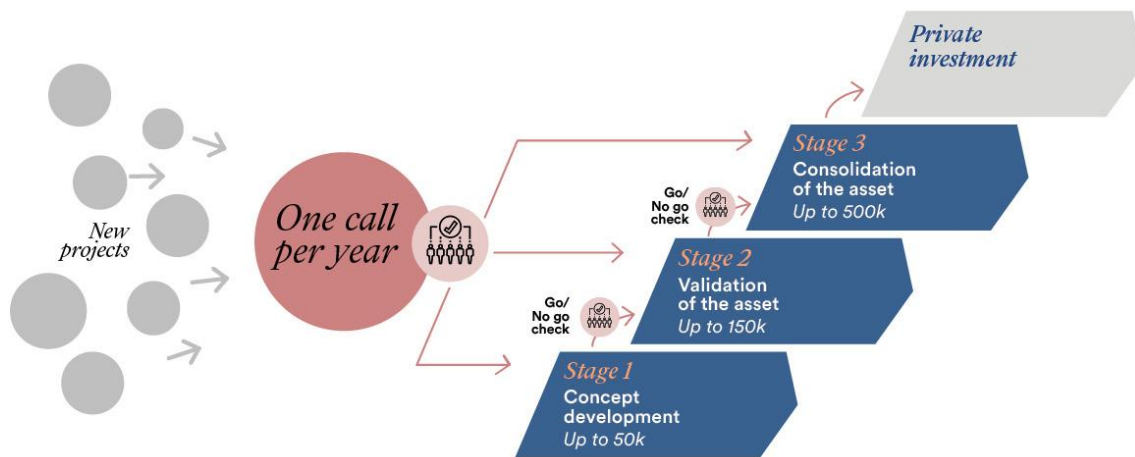 New
projects
One call
per year
Go/
No go
check
Stage 1
Concept
development
Up to 50k
Go/
No go
check
Stage 2
Validation
of the asset
Up to 150k
Stage 3
Consolidation
of the asset
Up to 500k
Private
investment